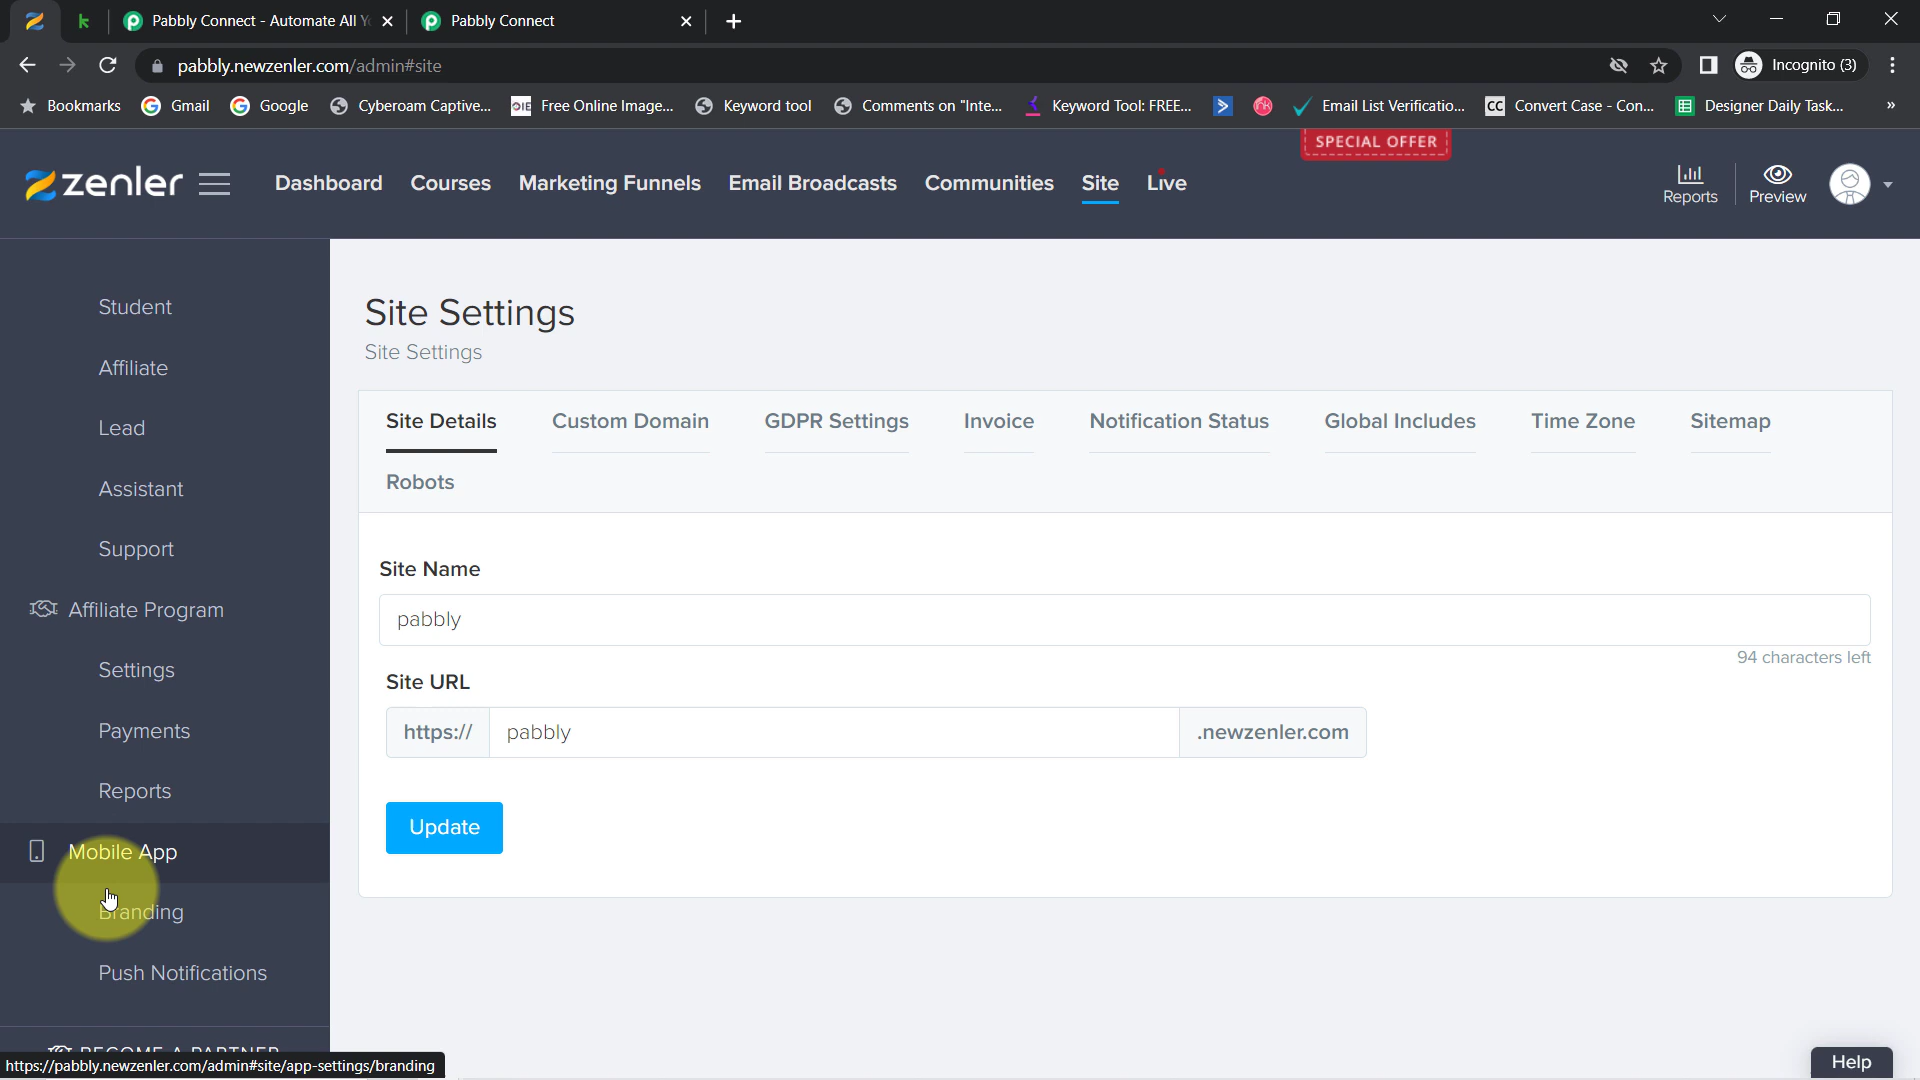 k
Pabbly Connect - Automate All Y
Pabbly Connect
pabbly.newzenler.com/admin#site
Incognito (3)
Bookmarks
Gmail
Google
Cyberoam Captive...
OIE
Free Online Image...
Keyword tool
Comments on "Inte...
Keyword Tool: FREE...
Email List Verificatio...
CC
Convert Case - Con...
Designer Daily Task...
»
SPECIAL OFFER
zenler
Dashboard
Courses
Marketing Funnels
Email Broadcasts
Communities
Site
Live
Reports
Preview
Student
Affiliate
Lead
Assistant
Support
Affiliate Program
Settings
Payments
Reports
Mobile App
Branding
Push Notifications
BECOME A PARTNER
https://pabbly.newzenler.com/admin#site/app-settings/branding
Site Settings
Site Settings
Site Details
Custom Domain
GDPR Settings
Invoice
Notification Status
Global Includes
Time Zone
Sitemap
Robots
Site Name
pabbly
94 characters left
Site URL
https://
pabbly
.newzenler.com
Update
Help